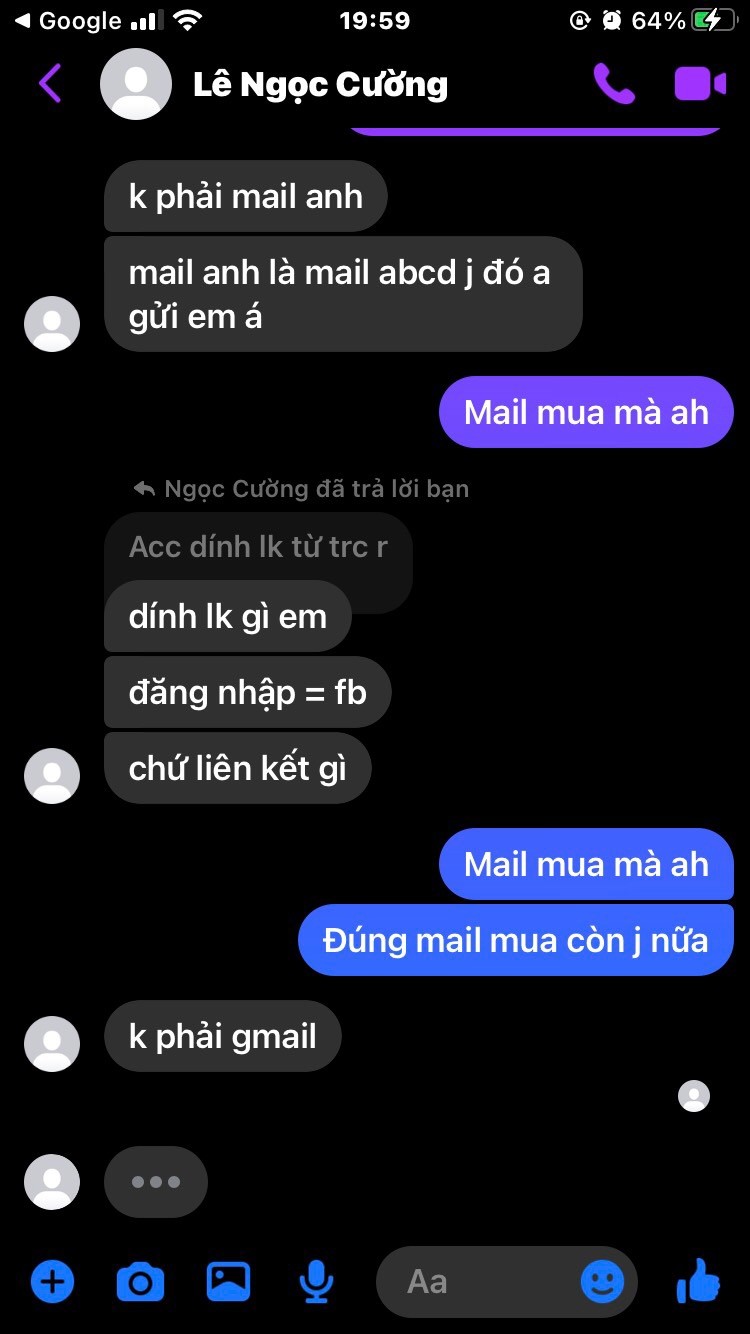 Google 19:59 64%
Lê Ngọc Cường
k phải mail anh
mail anh là mail abcd j đó a
gửi em á
Mail mua mà ah
Ngọc Cường đã trả lời bạn
Acc dính lk từ trc r
dính lk gì em
đăng nhập = fb
chứ liên kết gì
Mail mua mà ah
Đúng mail mua còn j nữa
k phải gmail
Aa